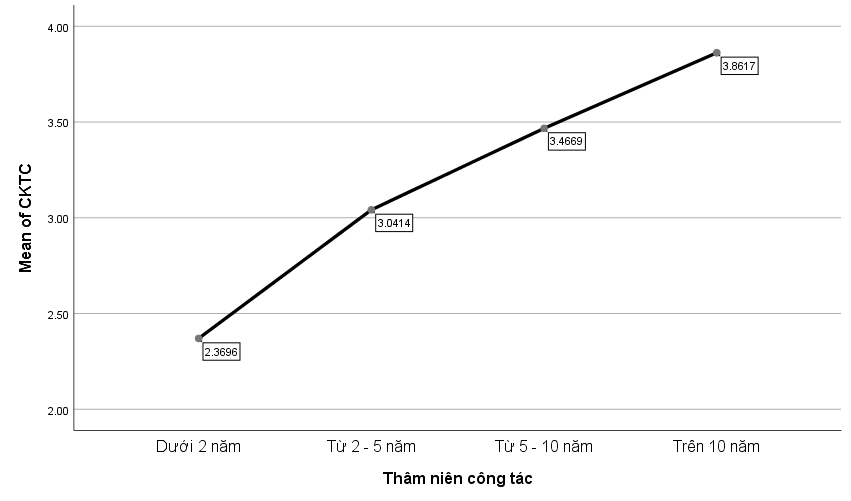 4.00
3.8617
3.50
3.4669
Mean of CKTC
3.00
3.0414
2.50
2.3696
2.00
Dưới 2 năm
Từ 2 - 5 năm
Từ 5 - 10 năm
Trên 10 năm
Thâm niên công tác